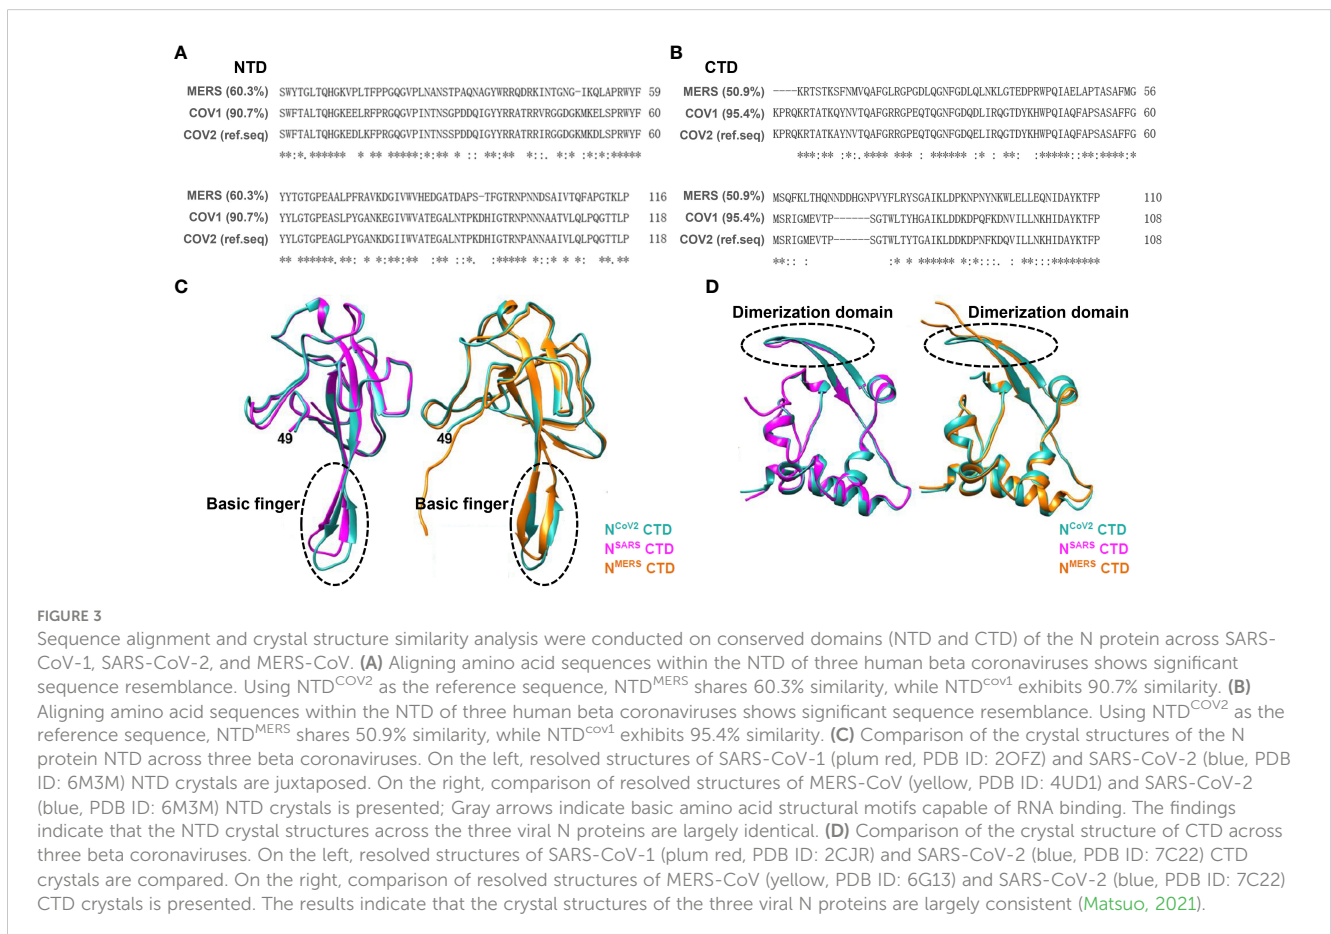 A
NTD
MERS (60.3%) SWYTGLTQHGKVPLTFPPGQGVPLNANSTPAQNAGYWRRQDRKINTGNG-IKQLAPRWYF 59
COV1 (90.7%) SWFTALTQHGKEELRFPRGQGVPINTNSGPDDQIGYYRRATRRVRGGDGKMKELSPRWYF 60
COV2 (ref.seq) SWFTALTQHGKEDLKFPRGQGVPINTNSSPDDQIGYYRRATRRIRGGDGKMKDLSPRWYF 60
**:*.****** * ** *****:*:** * :: **:** *::. *:* :*:*:*****
MERS (60.3%) YYTGTGPEAALPFRAVKDGIVWVHEDGATDAPS-TFGTRNPNNDSAIVTQFAPGTKLP 116
COV1 (90.7%) YYLGTGPEASLPYGANKEGIVWVATEGALNTPKDHIGTRNPNNNAATVLQLPQGTTLP 118
COV2 (ref.seq) YYLGTGPEAGLPYGANKDGIIWVATEGALNTPKDHIGTRNPANNAAIVLQLPQGTTLP 118
** ******.**: * *:**:** :** ::*. :***** *::* * *: **.**
B
CTD
MERS (50.9%) ----KRTSTKSFNMVQAFGLRGPGDLQGNFGDLQLNKLGTEDPRWPQIAELAPTASAFMG 56
COV1 (95.4%) KPRQKRTATKQYNVTQAFGRRGPEQTQGNFGDQDLIRQGTDYKHWPQIAQFAPSASAFFG 60
COV2 (ref.seq) KPRQKRTATKAYNVTQAFGRRGPEQTQGNFGDQELIRQGTDYKHWPQIAQFAPSASAFFG 60
***:** :*:.**** *** : ****** :* : **: :*****::**:****:*
MERS (50.9%) MSQFKLTHQNNDDHGNPVYFLRYSGAIKLDPKNPNYNKWLELLEQNIDAYKTFP 110
COV1 (95.4%) MSRIGMEVTP------SGTWLTYHGAIKLDDKDPQFKDNVILLNKHIDAYKTFP 108
COV2 (ref.seq) MSRIGMEVTP------SGTWLTYTGAIKLDDKDPNFKDQVILLNKHIDAYKTFP 108
**:: : :* * ****** *:*:::. : **:::********
C
49
Basic finger
49
Basic finger
N^CoV2 CTD
N^SARS CTD
N^MERS CTD
D
Dimerization domain
Dimerization domain
N^CoV2 CTD
N^SARS CTD
N^MERS CTD
FIGURE 3
Sequence alignment and crystal structure similarity analysis were conducted on conserved domains (NTD and CTD) of the N protein across SARS-
CoV-1, SARS-CoV-2, and MERS-CoV. (A) Aligning amino acid sequences within the NTD of three human beta coronaviruses shows significant
sequence resemblance. Using NTD^COV2 as the reference sequence, NTD^MERS shares 60.3% similarity, while NTD^cov1 exhibits 90.7% similarity. (B)
Aligning amino acid sequences within the NTD of three human beta coronaviruses shows significant sequence resemblance. Using NTD^COV2 as the
reference sequence, NTD^MERS shares 50.9% similarity, while NTD^cov1 exhibits 95.4% similarity. (C) Comparison of the crystal structures of the N
protein NTD across three beta coronaviruses. On the left, resolved structures of SARS-CoV-1 (plum red, PDB ID: 2OFZ) and SARS-CoV-2 (blue, PDB
ID: 6M3M) NTD crystals are juxtaposed. On the right, comparison of resolved structures of MERS-CoV (yellow, PDB ID: 4UD1) and SARS-CoV-2
(blue, PDB ID: 6M3M) NTD crystals is presented; Gray arrows indicate basic amino acid structural motifs capable of RNA binding. The findings
indicate that the NTD crystal structures across the three viral N proteins are largely identical. (D) Comparison of the crystal structure of CTD across
three beta coronaviruses. On the left, resolved structures of SARS-CoV-1 (plum red, PDB ID: 2CJR) and SARS-CoV-2 (blue, PDB ID: 7C22) CTD
crystals are compared. On the right, comparison of resolved structures of MERS-CoV (yellow, PDB ID: 6G13) and SARS-CoV-2 (blue, PDB ID: 7C22)
CTD crystals is presented. The results indicate that the crystal structures of the three viral N proteins are largely consistent (Matsuo, 2021).